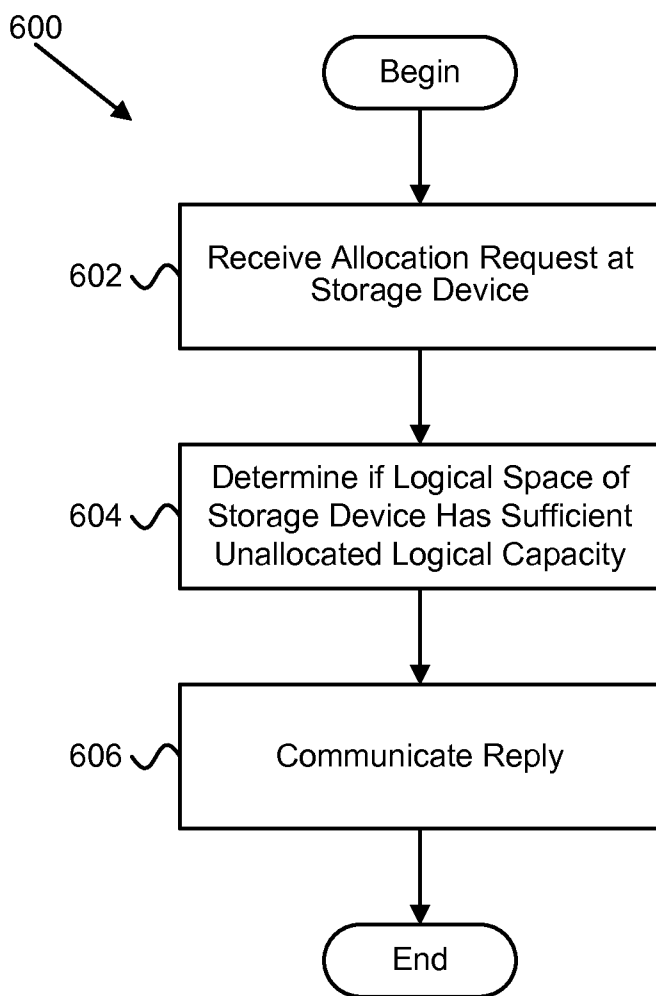 600
Begin
602
Receive Allocation Request at
Storage Device
604
Determine if Logical Space of
Storage Device Has Sufficient
Unallocated Logical Capacity
606
Communicate Reply
End